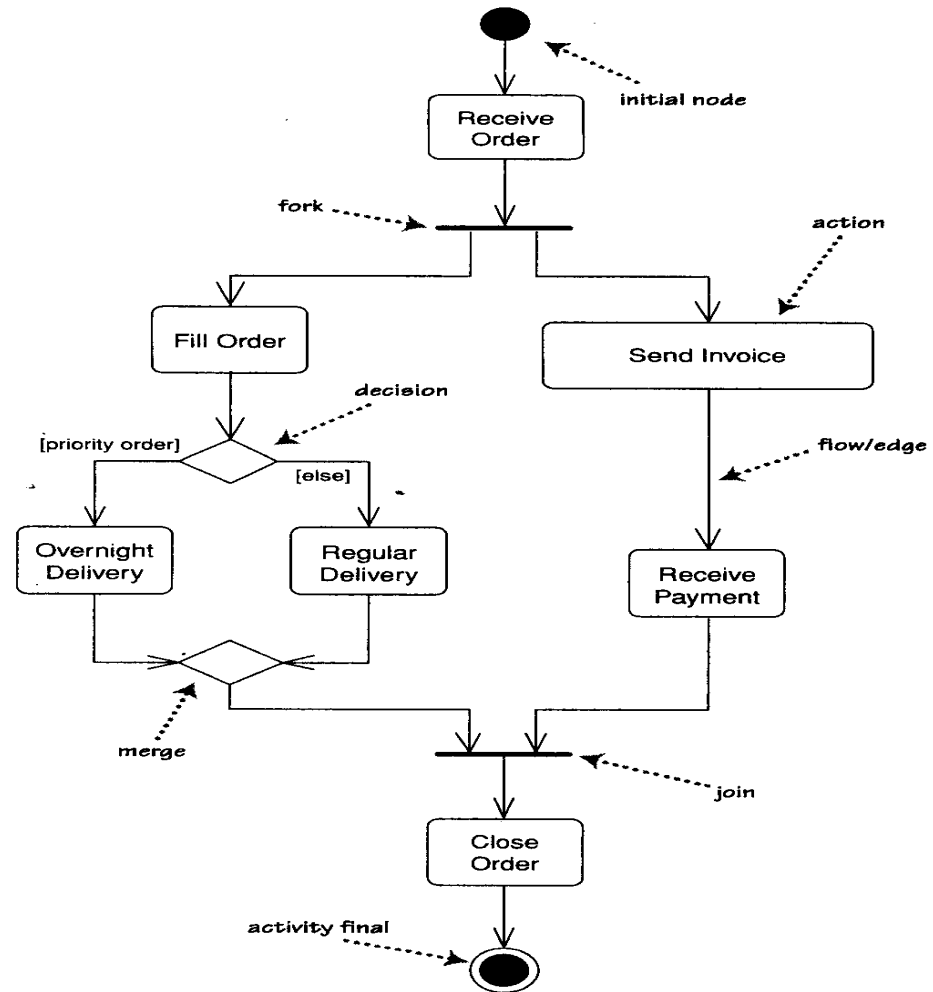 initial node
Receive
Order
fork
action
Fill Order
Send Invoice
decision
[priority order]
[else]
flow/edge
Overnight
Delivery
Regular
Delivery
Receive
Payment
merge
join
Close
Order
activity final